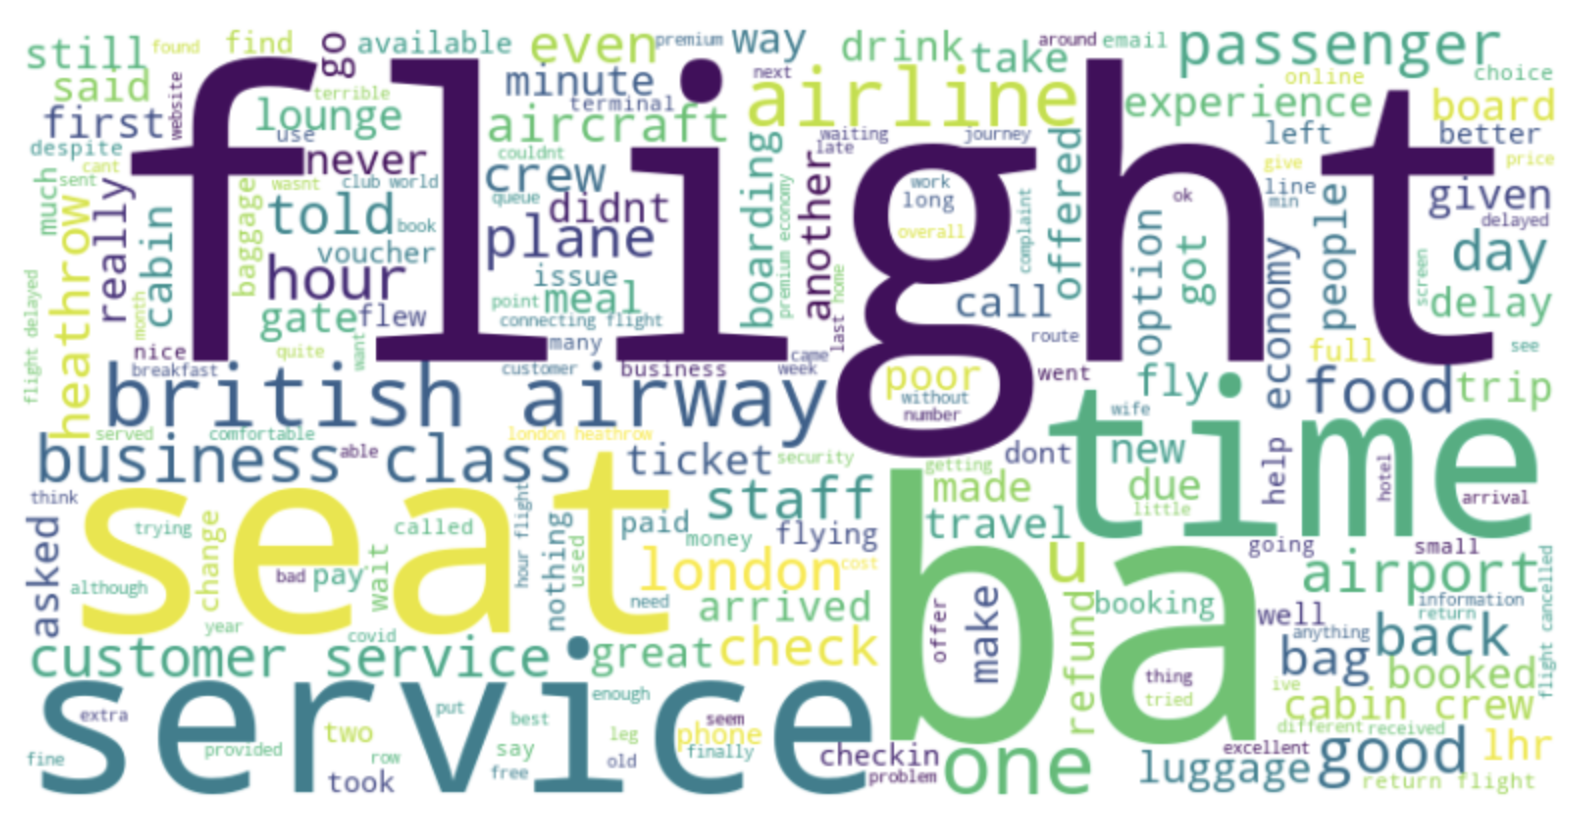 flight
seat
ba
service
time
british airway
airline
business class
customer service
passenger
one
food
good
hour
plane
london
told
check
airport
back
staff
even
still
said
first
found
find
go
available
premium
way
drink
take
around
email
website
terrible
lounge
use
minute
terminal
next
aircraft
experience
online
choice
board
despite
cant
sent
much
never
wasnt
club world
couldnt
crew
queue
didnt
boarding
waiting
late
journey
offered
left
better
give
price
line
min
given
delayed
heathrow
really
cabin
baggage
book
voucher
issue
premium economy
another
work
long
overall
complaint
ok
option
got
economy
people
day
screen
delay
flight delayed
month
gate
flew
point
meal
connecting flight
last
home
call
route
nice
breakfast
quite
want
many
customer
business
came
week
poor
without
number
went
fly
full
see
trip
served
comfortable
able
london heathrow
ticket
security
wife
dont
new
help
hotel
arrival
think
trying
called
change
wait
hour flight
nothing
used
paid
money
flying
getting
made
due
little
travel
asked
although
bad
pay
need
cost
u
going
small
year
covid
arrived
great
offer
make
refund
booking
well
information
return
anything
bag
booked
flight cancelled
thing
tried
ive
cabin crew
different
received
extra
put
enough
best
leg
seem
phone
finally
two
provided
row
say
free
old
fine
took
checkin
problem
excellent
luggage
lhr
return flight